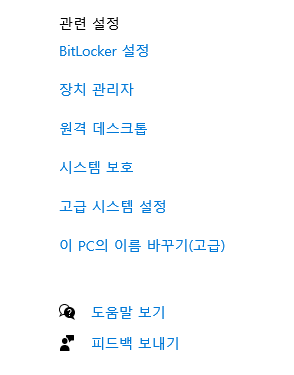 관련 설정
BitLocker 설정
장치 관리자
원격 데스크톱
시스템 보호
고급 시스템 설정
이 PC의 이름 바꾸기(고급)
도움말 보기
피드백 보내기